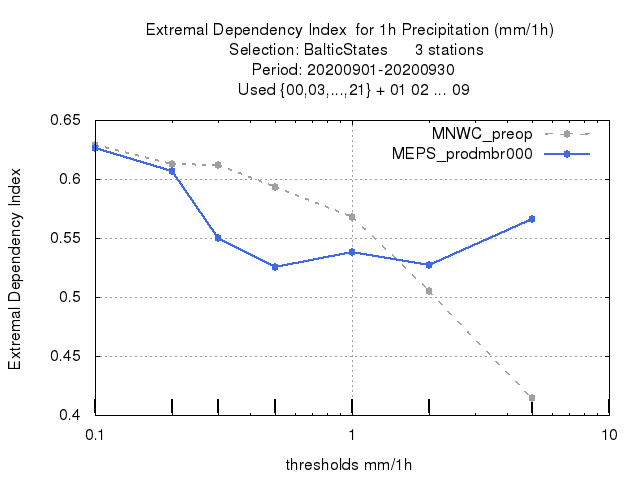 Extremal Dependency Index  for 1h Precipitation (mm/1h)
Selection: BalticStates      3 stations
Period: 20200901-20200930
Used {00,03,...,21} + 01 02 ... 09
MNWC_preop
MEPS_prodmbr000
Extremal Dependency Index
0.65
0.6
0.55
0.5
0.45
0.4
0.1 1 10
thresholds mm/1h